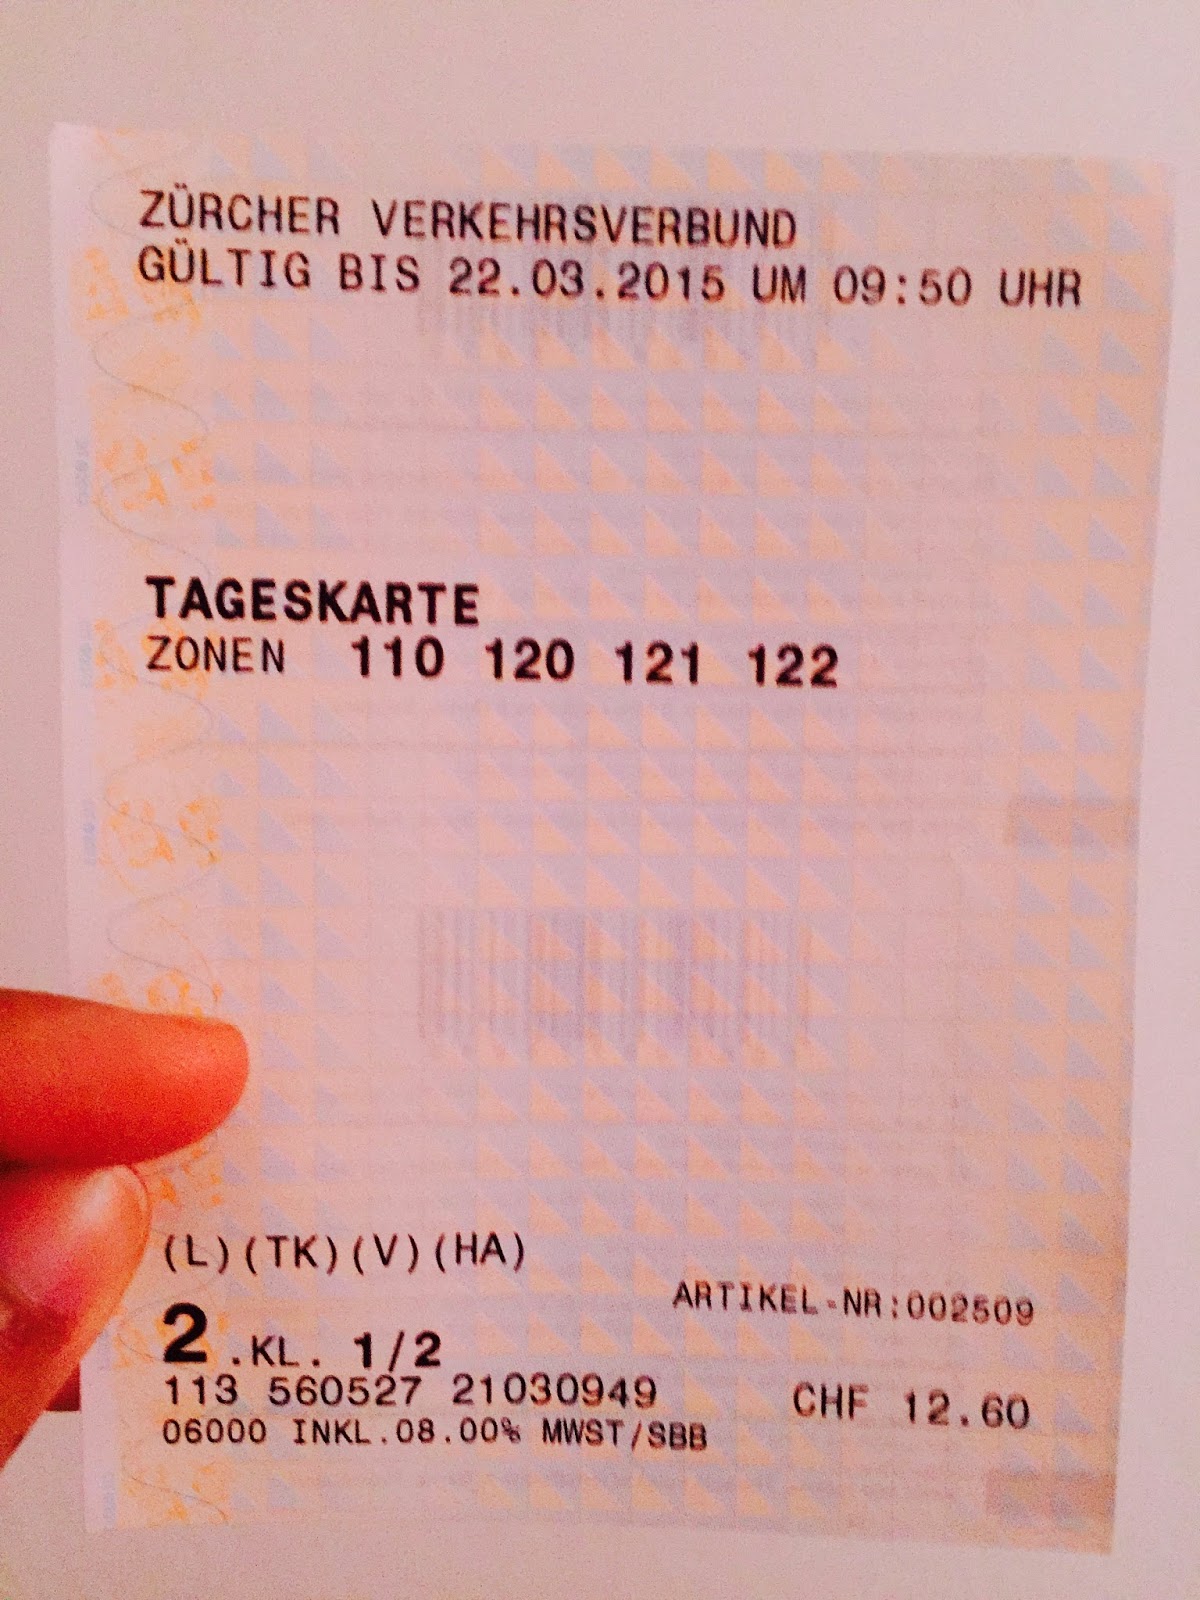 ZÜRCHER VERKEHRSVERBUND
GÜLTIG BIS 22.03.2015 UM 09:50 UHR
TAGESKARTE
ZONEN 110 120 121 122
(L)(TK)(V)(HA)
ARTIKEL-NR:002509
2.KL. 1/2
113 560527 21030949 CHF 12.60
06000 INKL.08.00% MWST/SBB